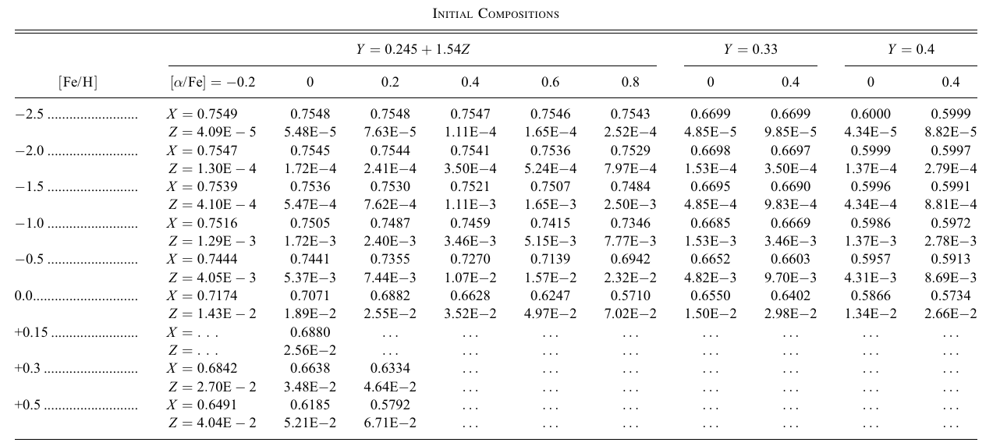 INITIAL COMPOSITIONS
Y = 0.245 + 1.54Z Y = 0.33 Y = 0.4
[Fe/H] [α/Fe] = −0.2 0 0.2 0.4 0.6 0.8 0 0.4 0 0.4
−2.5 ......................... X = 0.7549 0.7548 0.7548 0.7547 0.7546 0.7543 0.6699 0.6699 0.6000 0.5999
Z = 4.09E − 5 5.48E−5 7.63E−5 1.11E−4 1.65E−4 2.52E−4 4.85E−5 9.85E−5 4.34E−5 8.82E−5
−2.0 ......................... X = 0.7547 0.7545 0.7544 0.7541 0.7536 0.7529 0.6698 0.6697 0.5999 0.5997
Z = 1.30E − 4 1.72E−4 2.41E−4 3.50E−4 5.24E−4 7.97E−4 1.53E−4 3.50E−4 1.37E−4 2.79E−4
−1.5 ......................... X = 0.7539 0.7536 0.7530 0.7521 0.7507 0.7484 0.6695 0.6690 0.5996 0.5991
Z = 4.10E − 4 5.47E−4 7.62E−4 1.11E−3 1.65E−3 2.50E−3 4.85E−4 9.83E−4 4.34E−4 8.81E−4
−1.0 ......................... X = 0.7516 0.7505 0.7487 0.7459 0.7415 0.7346 0.6685 0.6669 0.5986 0.5972
Z = 1.29E − 3 1.72E−3 2.40E−3 3.46E−3 5.15E−3 7.77E−3 1.53E−3 3.46E−3 1.37E−3 2.78E−3
−0.5 ......................... X = 0.7444 0.7441 0.7355 0.7270 0.7139 0.6942 0.6652 0.6603 0.5957 0.5913
Z = 4.05E − 3 5.37E−3 7.44E−3 1.07E−2 1.57E−2 2.32E−2 4.82E−3 9.70E−3 4.31E−3 8.69E−3
0.0............................. X = 0.7174 0.7071 0.6882 0.6628 0.6247 0.5710 0.6550 0.6402 0.5866 0.5734
Z = 1.43E − 2 1.89E−2 2.55E−2 3.52E−2 4.97E−2 7.02E−2 1.50E−2 2.98E−2 1.34E−2 2.66E−2
+0.15 ........................ X = . . . 0.6880 ... ... ... ... ... ... ... ...
Z = . . . 2.56E−2 ... ... ... ... ... ... ... ...
+0.3 .......................... X = 0.6842 0.6638 0.6334 ... ... ... ... ... ... ...
Z = 2.70E − 2 3.48E−2 4.64E−2 ... ... ... ... ... ... ...
+0.5 .......................... X = 0.6491 0.6185 0.5792 ... ... ... ... ... ... ...
Z = 4.04E − 2 5.21E−2 6.71E−2 ... ... ... ... ... ... ...